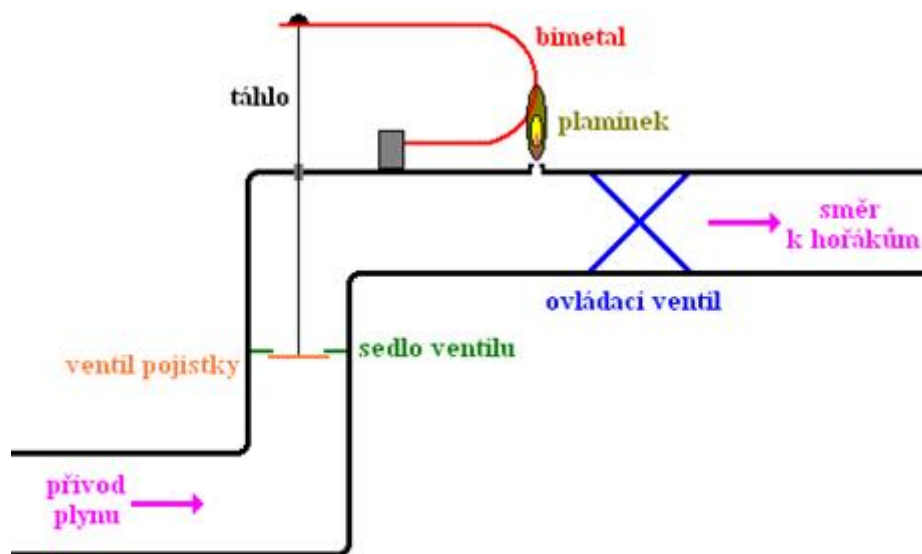 bimetal
táhlo
plamínek
směr
k hořákům
ovládací ventil
sedlo ventilu
ventil pojistky
přívod
plynu